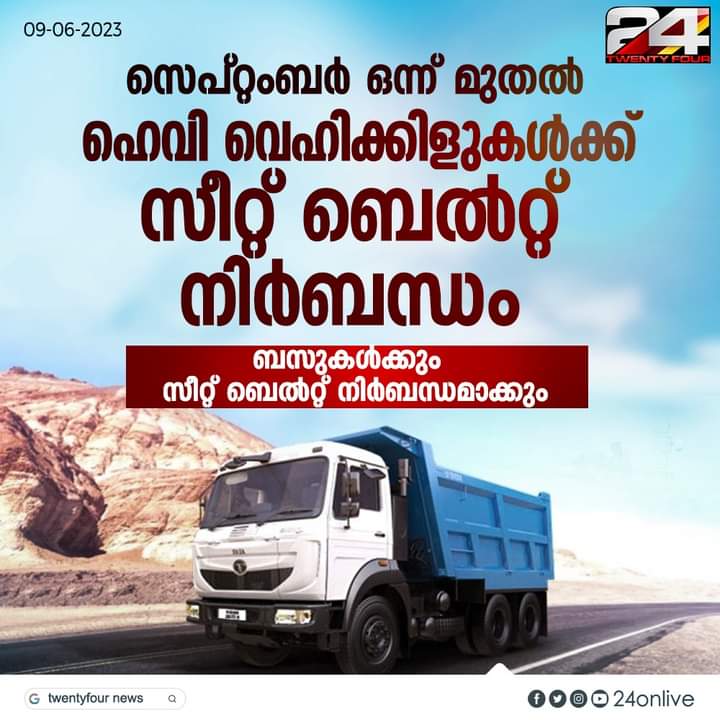 09-06-2023
24
TWENTY FOUR
സെപ്റ്റംബർ ഒന്ന് മുതൽ
ഹെവി വെഹിക്കിളുകൾക്ക്
സീറ്റ് ബെൽറ്റ്
നിർബന്ധം
ബസുകൾക്കും
സീറ്റ് ബെൽറ്റ് നിർബന്ധമാക്കും
TATA
twentyfour news
24onlive